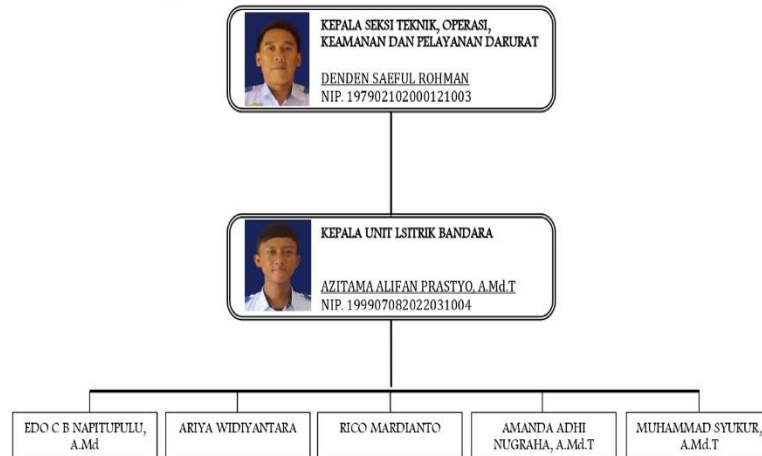 KEPALA SEKSI TEKNIK, OPERASI,
KEAMANAN DAN PELAYANAN DARURAT
DENDEN SAEFUL ROHMAN
NIP. 197902102000121003
KEPALA UNIT LSITRIK BANDARA
AZITAMA ALIFAN PRASTYO, A.Md.T
NIP. 199907082022031004
EDO C B NAPITUPULU,
A.Md
ARIYA WIDIYANTARA
RICO MARDIANTO
AMANDA ADHI
NUGRAHA, A.Md.T
MUHAMMAD SYUKUR,
A.Md.T